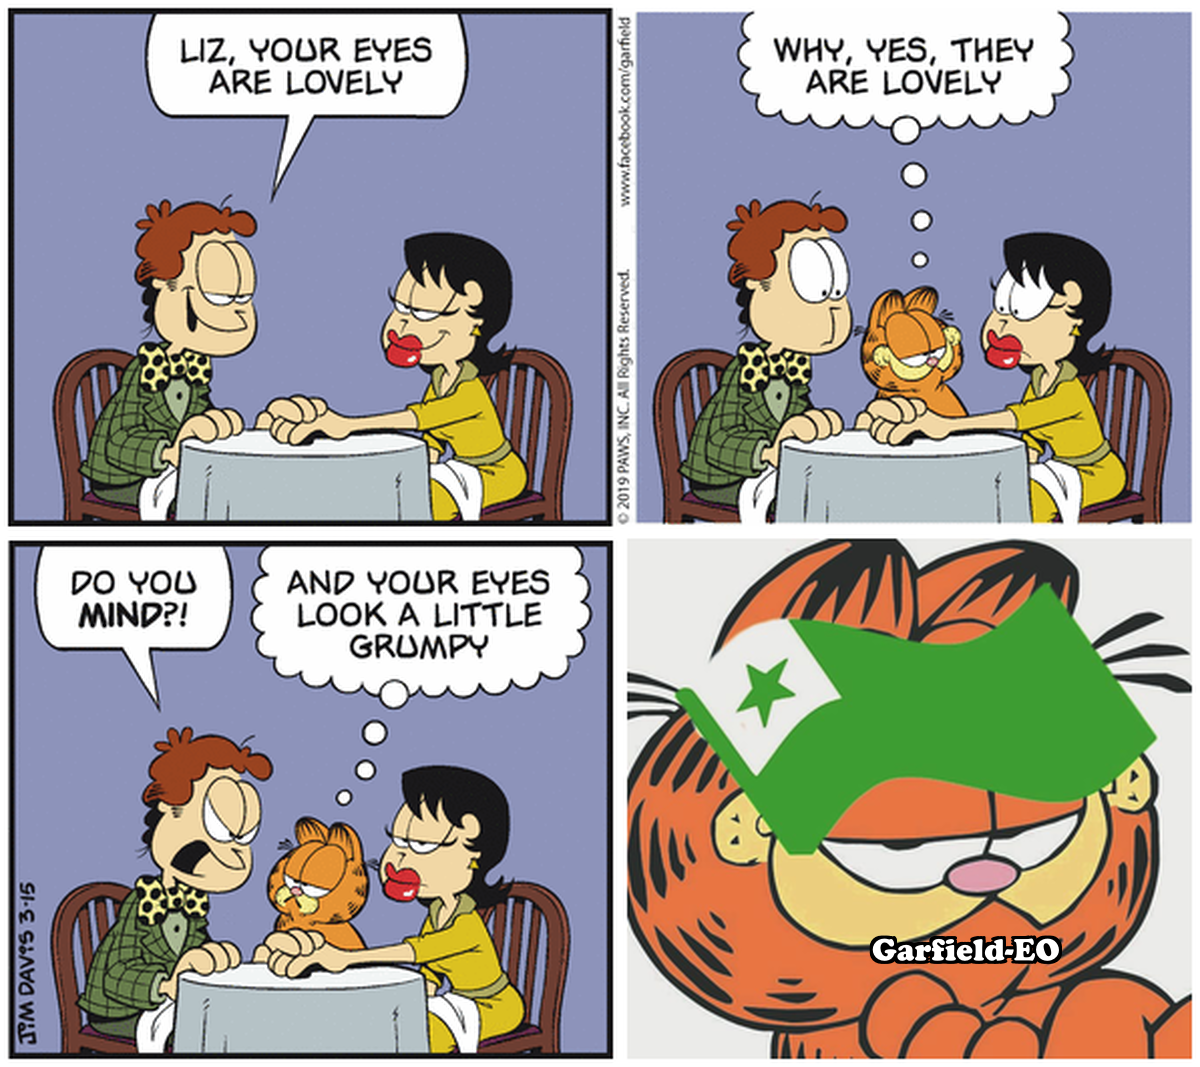 LIZ, YOUR EYES
ARE LOVELY
www.facebook.com/garfield
© 2019 PAWS, INC. All Rights Reserved.
WHY, YES, THEY
ARE LOVELY
DO YOU
MIND?!
AND YOUR EYES
LOOK A LITTLE
GRUMPY
JIM DAVIS 3·15
Garfield-EO